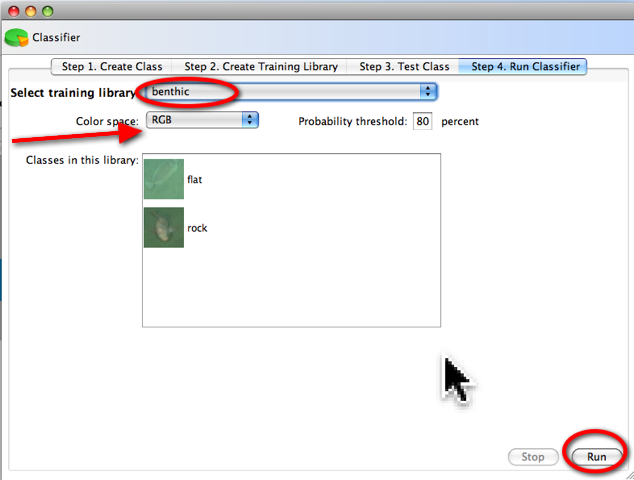 Classifier
Step 1. Create Class Step 2. Create Training Library Step 3. Test Class Step 4. Run Classifier
Select training library benthic
Color space: RGB Probability threshold: 80 percent
Classes in this library:
flat
rock
Stop Run